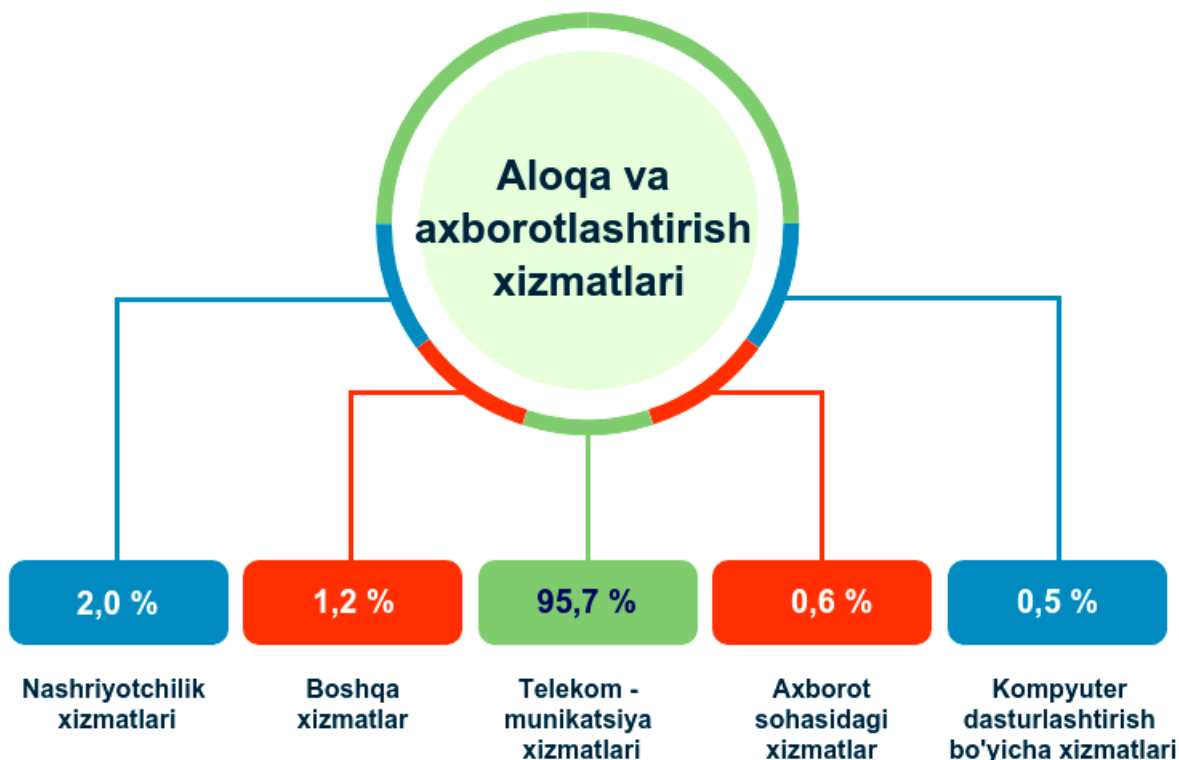 Aloqa va
axborotlashtirish
xizmatlari
2,0 %
1,2 %
95,7 %
0,6 %
0,5 %
Nashriyotchilik
xizmatlari
Boshqa
xizmatlar
Telekom -
munikatsiya
xizmatlari
Axborot
sohasidagi
xizmatlar
Kompyuter
dasturlashtirish
bo'yicha xizmatlari